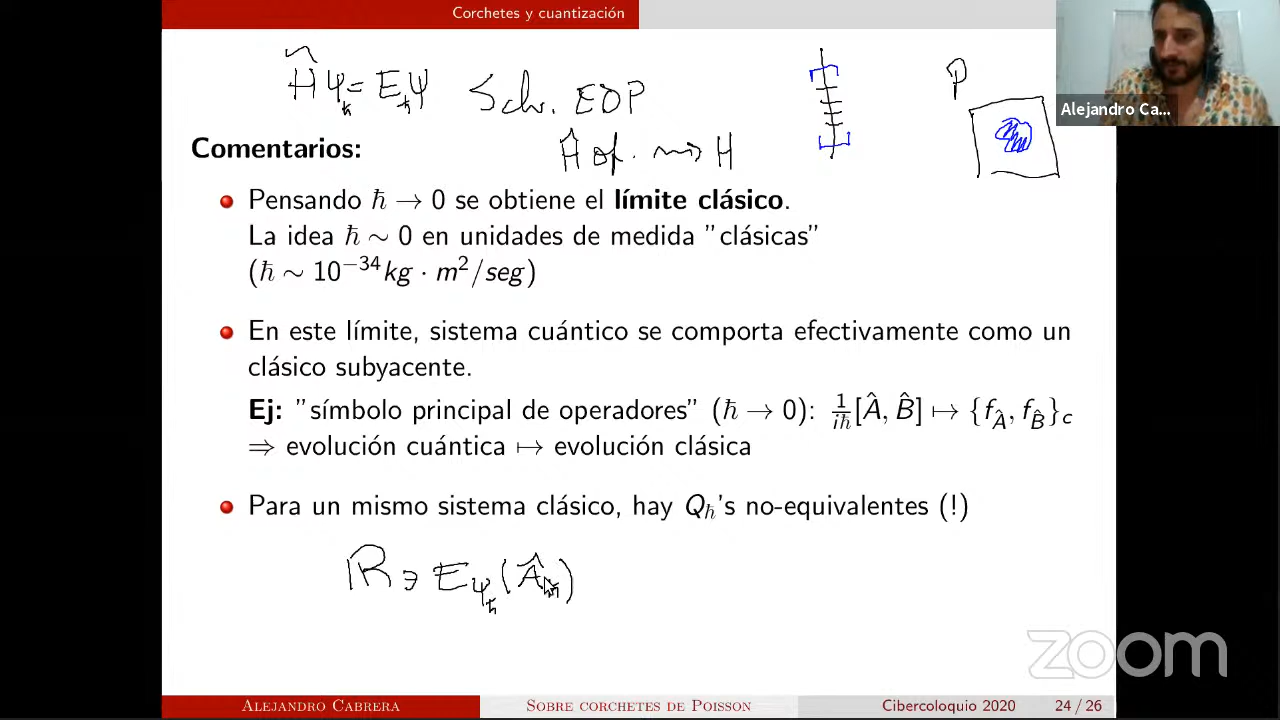 Corchetes y cuantización
Ĥ ψ_ħ = E_ħ ψ Schr. EDP
Ĥ of. ⇝ H
P
Alejandro Ca...
Comentarios:
Pensando ħ → 0 se obtiene el límite clásico.
La idea ħ ∼ 0 en unidades de medida ”clásicas”
(ħ ∼ 10⁻³⁴kg · m²/seg)
En este límite, sistema cuántico se comporta efectivamente como un
clásico subyacente.
Ej: ”símbolo principal de operadores” (ħ → 0): 1/iħ [Â, B̂] ↦ {f_Â, f_B̂}_c
⇒ evolución cuántica ↦ evolución clásica
Para un mismo sistema clásico, hay Q_ħ's no-equivalentes (!)
ℝ ∋ E_ψ_ħ (Â_ħ)
zoom
Alejandro Cabrera
Sobre corchetes de Poisson
Cibercoloquio 2020
24 / 26